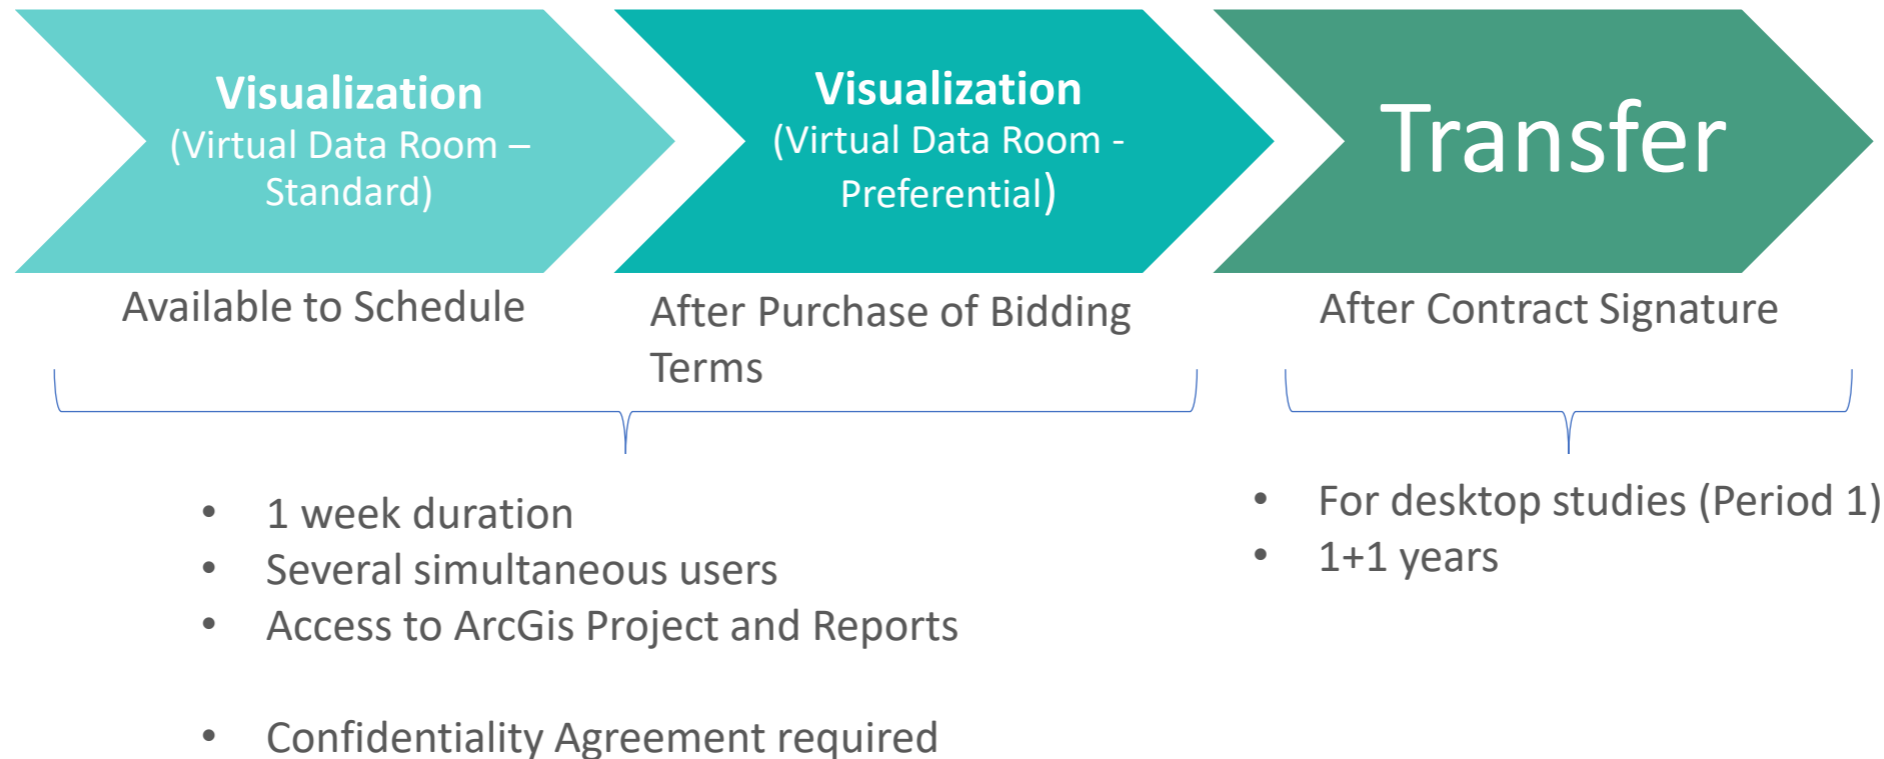 Visualization
(Virtual Data Room –
Standard)
Visualization
(Virtual Data Room -
Preferential)
Transfer
Available to Schedule
After Purchase of Bidding
Terms
After Contract Signature
• 1 week duration
• Several simultaneous users
• Access to ArcGis Project and Reports
• Confidentiality Agreement required
• For desktop studies (Period 1)
• 1+1 years